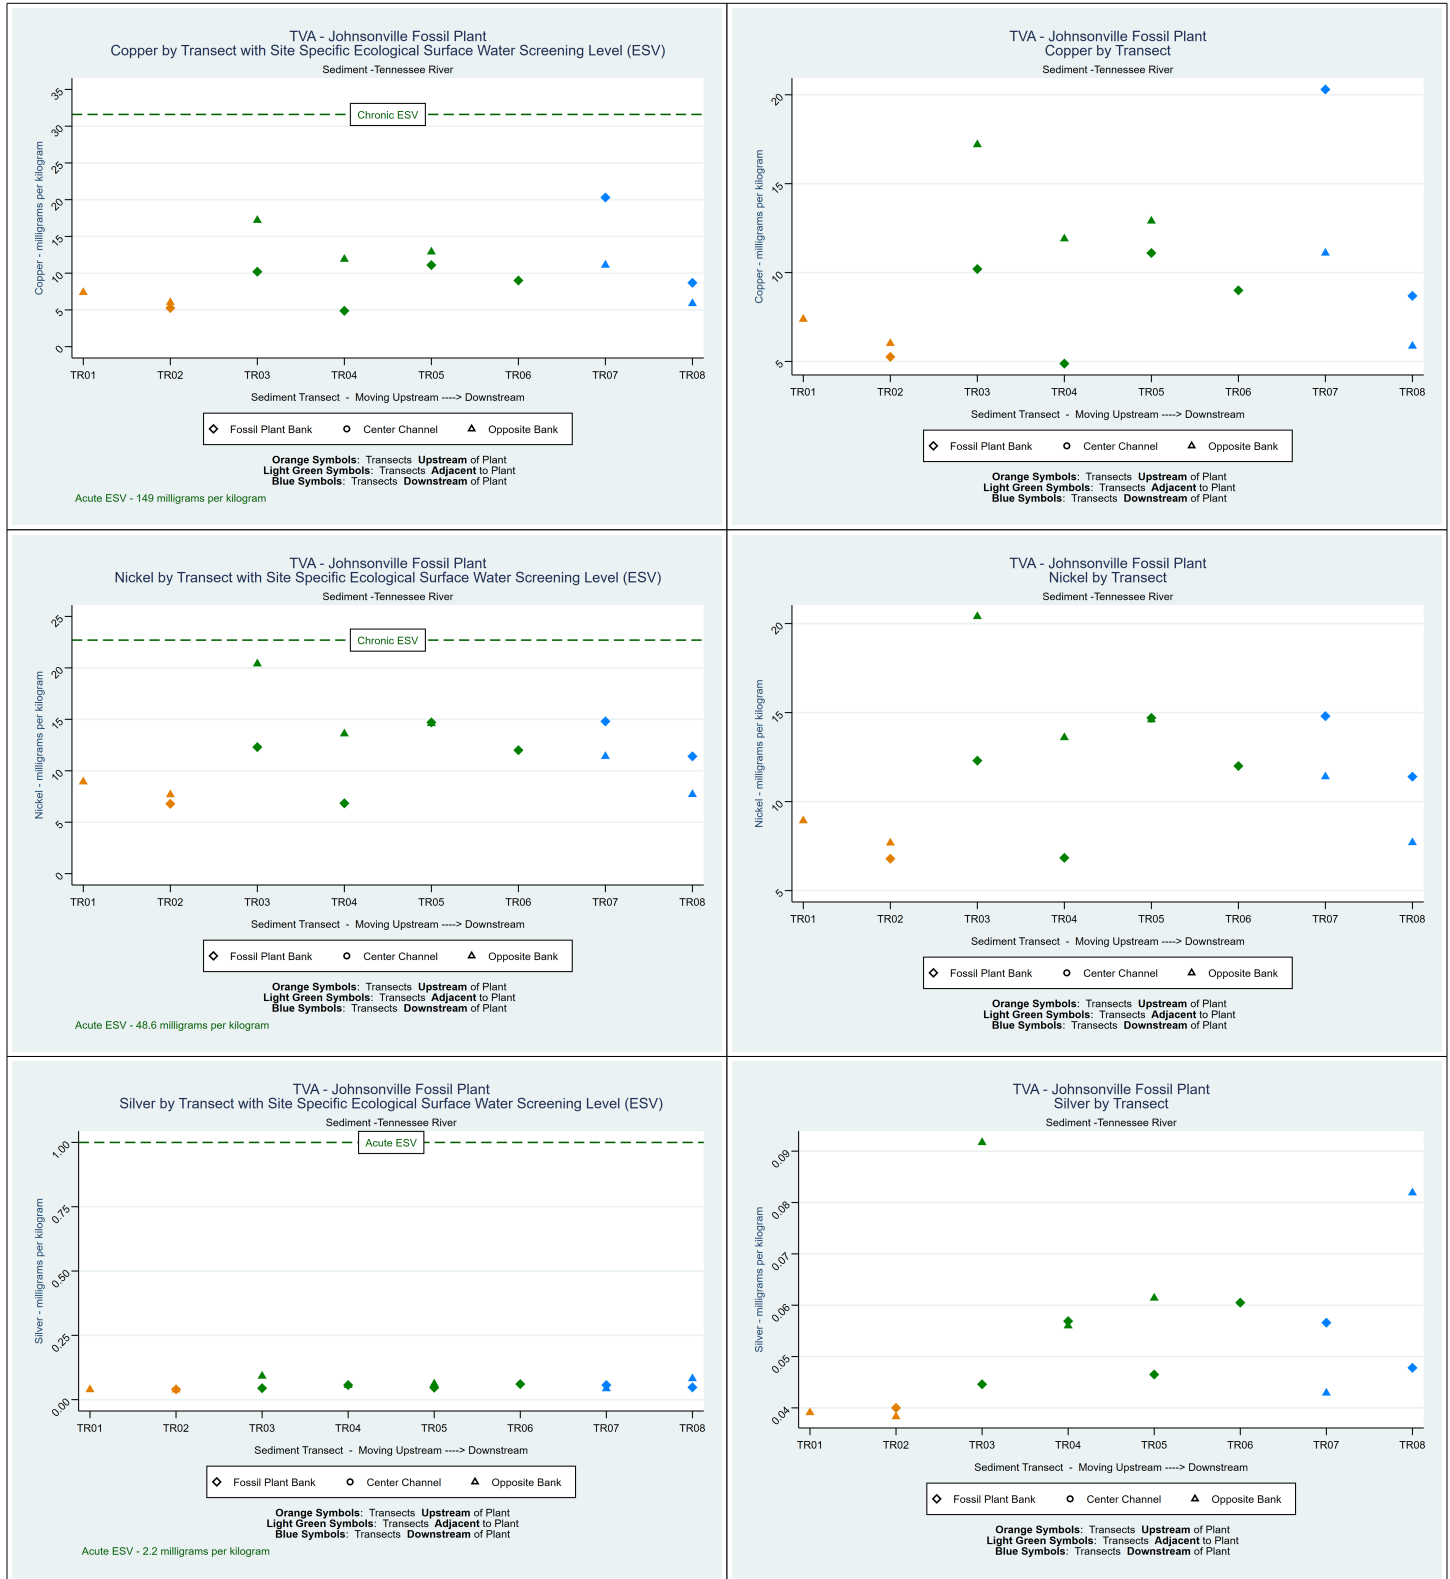 TVA - Johnsonville Fossil Plant
Copper by Transect with Site Specific Ecological Surface Water Screening Level (ESV)
Sediment -Tennessee River
Copper - milligrams per kilogram
35
30
25
20
15
10
5
0
Chronic ESV
TR01 TR02 TR03 TR04 TR05 TR06 TR07 TR08
Sediment Transect - Moving Upstream ----> Downstream
Fossil Plant Bank Center Channel Opposite Bank
Orange Symbols: Transects Upstream of Plant
Light Green Symbols: Transects Adjacent to Plant
Blue Symbols: Transects Downstream of Plant
Acute ESV - 149 milligrams per kilogram
TVA - Johnsonville Fossil Plant
Copper by Transect
Sediment -Tennessee River
Copper - milligrams per kilogram
20
15
10
5
TR01 TR02 TR03 TR04 TR05 TR06 TR07 TR08
Sediment Transect - Moving Upstream ----> Downstream
Fossil Plant Bank Center Channel Opposite Bank
Orange Symbols: Transects Upstream of Plant
Light Green Symbols: Transects Adjacent to Plant
Blue Symbols: Transects Downstream of Plant
TVA - Johnsonville Fossil Plant
Nickel by Transect with Site Specific Ecological Surface Water Screening Level (ESV)
Sediment -Tennessee River
Nickel - milligrams per kilogram
25
20
15
10
5
0
Chronic ESV
TR01 TR02 TR03 TR04 TR05 TR06 TR07 TR08
Sediment Transect - Moving Upstream ----> Downstream
Fossil Plant Bank Center Channel Opposite Bank
Orange Symbols: Transects Upstream of Plant
Light Green Symbols: Transects Adjacent to Plant
Blue Symbols: Transects Downstream of Plant
Acute ESV - 48.6 milligrams per kilogram
TVA - Johnsonville Fossil Plant
Nickel by Transect
Sediment -Tennessee River
Nickel - milligrams per kilogram
20
15
10
5
TR01 TR02 TR03 TR04 TR05 TR06 TR07 TR08
Sediment Transect - Moving Upstream ----> Downstream
Fossil Plant Bank Center Channel Opposite Bank
Orange Symbols: Transects Upstream of Plant
Light Green Symbols: Transects Adjacent to Plant
Blue Symbols: Transects Downstream of Plant
TVA - Johnsonville Fossil Plant
Silver by Transect with Site Specific Ecological Surface Water Screening Level (ESV)
Sediment -Tennessee River
Silver - milligrams per kilogram
1.00
0.75
0.50
0.25
0.00
Acute ESV
TR01 TR02 TR03 TR04 TR05 TR06 TR07 TR08
Sediment Transect - Moving Upstream ----> Downstream
Fossil Plant Bank Center Channel Opposite Bank
Orange Symbols: Transects Upstream of Plant
Light Green Symbols: Transects Adjacent to Plant
Blue Symbols: Transects Downstream of Plant
Acute ESV - 2.2 milligrams per kilogram
TVA - Johnsonville Fossil Plant
Silver by Transect
Sediment -Tennessee River
Silver - milligrams per kilogram
0.09
0.08
0.07
0.06
0.05
0.04
TR01 TR02 TR03 TR04 TR05 TR06 TR07 TR08
Sediment Transect - Moving Upstream ----> Downstream
Fossil Plant Bank Center Channel Opposite Bank
Orange Symbols: Transects Upstream of Plant
Light Green Symbols: Transects Adjacent to Plant
Blue Symbols: Transects Downstream of Plant